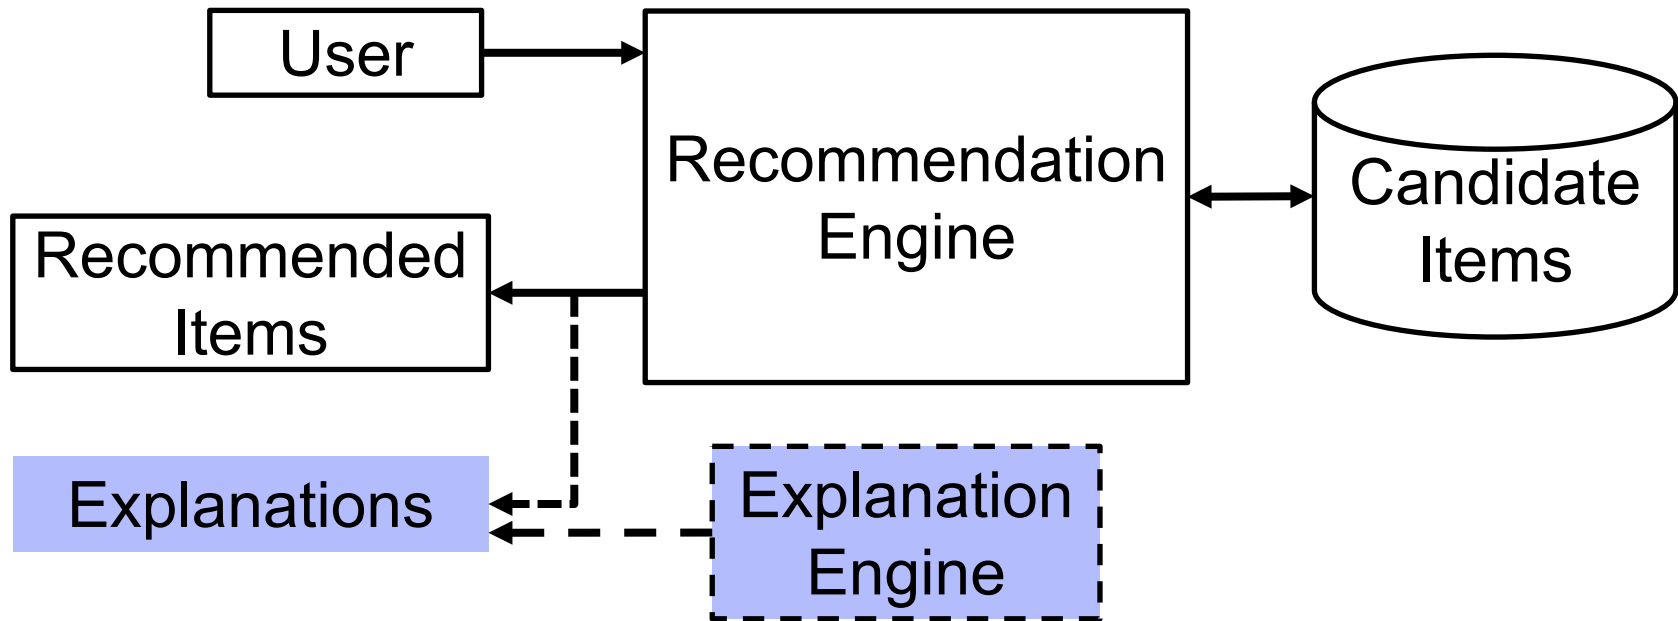 User
Recommendation
Engine
Candidate
Items
Recommended
Items
Explanations
Explanation
Engine